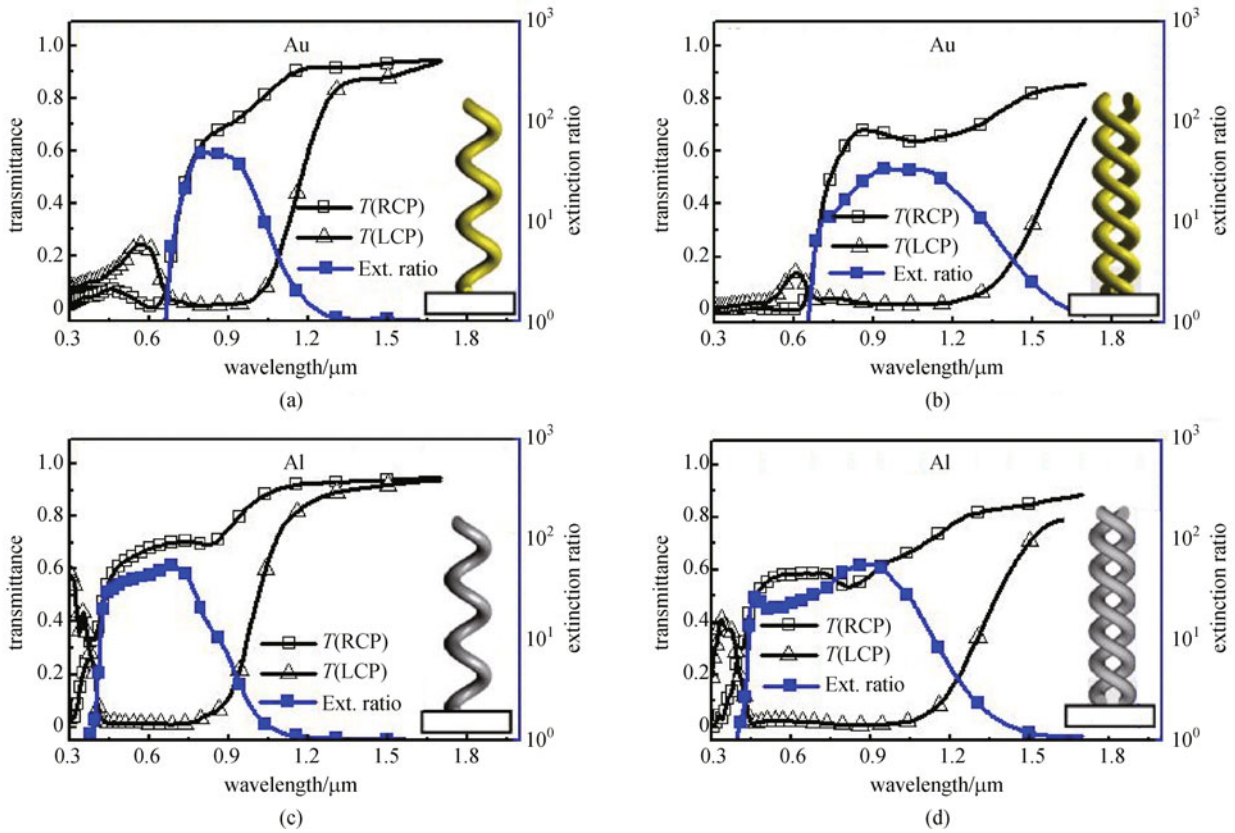 (a)
Au
transmittance
1.0
0.8
0.6
0.4
0.2
0
0.3 0.6 0.9 1.2 1.5 1.8
wavelength/μm
10³
10²
10¹
10⁰
extinction ratio
T(RCP)
T(LCP)
Ext. ratio
(b)
Au
transmittance
1.0
0.8
0.6
0.4
0.2
0
0.3 0.6 0.9 1.2 1.5 1.8
wavelength/μm
10³
10²
10¹
10⁰
extinction ratio
T(RCP)
T(LCP)
Ext. ratio
(c)
Al
transmittance
1.0
0.8
0.6
0.4
0.2
0
0.3 0.6 0.9 1.2 1.5 1.8
wavelength/μm
10³
10²
10¹
10⁰
extinction ratio
T(RCP)
T(LCP)
Ext. ratio
(d)
Al
transmittance
1.0
0.8
0.6
0.4
0.2
0
0.3 0.6 0.9 1.2 1.5 1.8
wavelength/μm
10³
10²
10¹
10⁰
extinction ratio
T(RCP)
T(LCP)
Ext. ratio